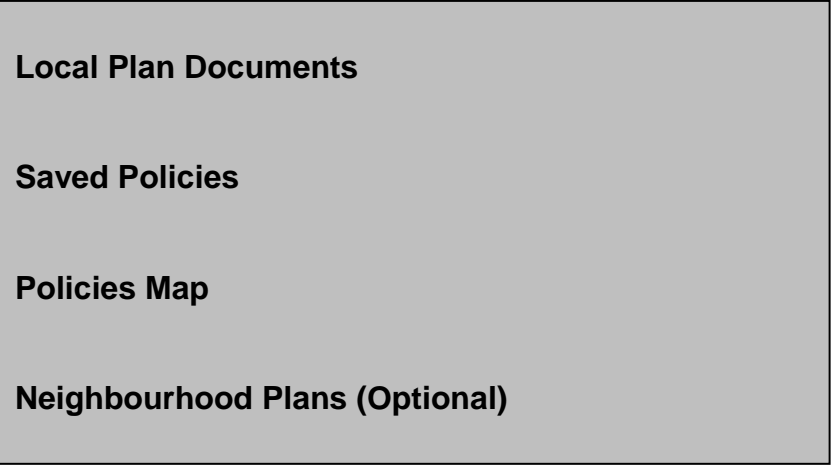 Local Plan Documents
Saved Policies
Policies Map
Neighbourhood Plans (Optional)